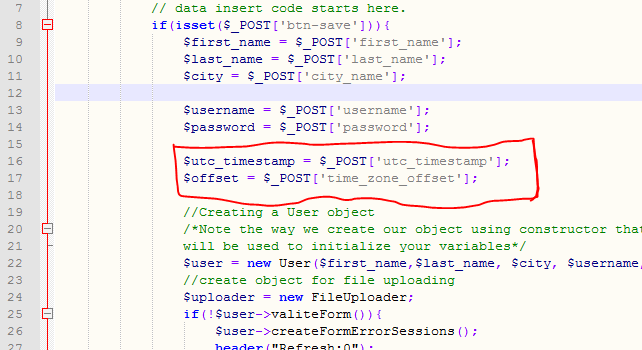 7 // data insert code starts here.
8 if(isset($_POST['btn-save'])){
9 $first_name = $_POST['first_name'];
10 $last_name = $_POST['last_name'];
11 $city = $_POST['city_name'];
12
13 $username = $_POST['username'];
14 $password = $_POST['password'];
15
16 $utc_timestamp = $_POST['utc_timestamp'];
17 $offset = $_POST['time_zone_offset'];
18
19 //Creating a User object
20 /*Note the way we create our object using constructor that
21 will be used to initialize your variables*/
22 $user = new User($first_name,$last_name, $city, $username,
23 //create object for file uploading
24 $uploader = new FileUploader;
25 if(!$user->valiteForm()){
26 $user->createFormErrorSessions();
27 header("Refresh:0");